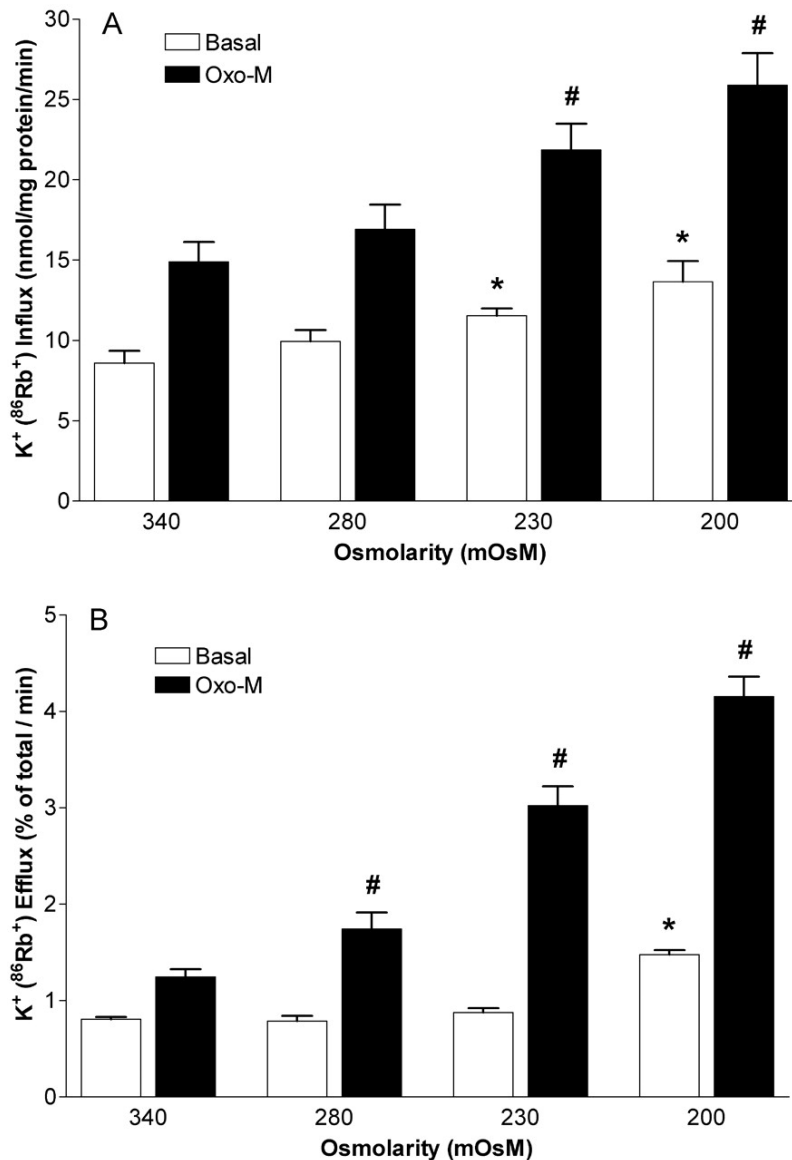 A
Basal
Oxo-M
K⁺ (⁸⁶Rb⁺) Influx (nmol/mg protein/min)
30
25
20
15
10
5
0
#
#
*
*
340 280 230 200
Osmolarity (mOsM)
B
Basal
Oxo-M
K⁺ (⁸⁶Rb⁺) Efflux (% of total / min)
5
4
3
2
1
0
#
#
#
*
340 280 230 200
Osmolarity (mOsM)